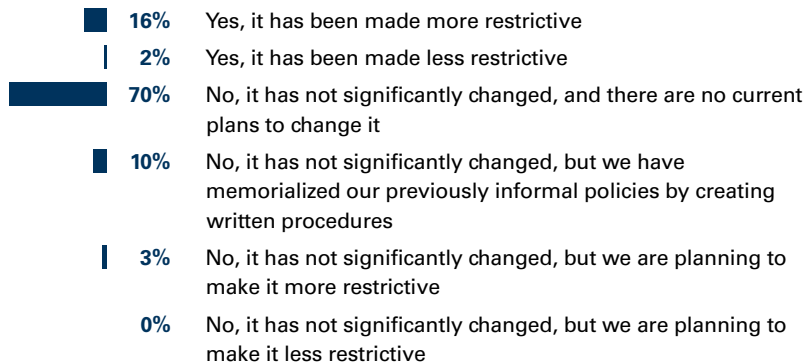 16% Yes, it has been made more restrictive
2% Yes, it has been made less restrictive
70% No, it has not significantly changed, and there are no current
plans to change it
10% No, it has not significantly changed, but we have
memorialized our previously informal policies by creating
written procedures
3% No, it has not significantly changed, but we are planning to
make it more restrictive
0% No, it has not significantly changed, but we are planning to
make it less restrictive